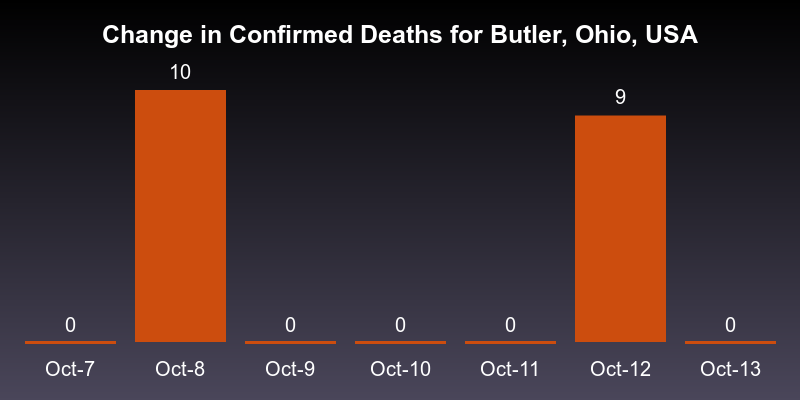 Change in Confirmed Deaths for Butler, Ohio, USA
10
9
0 0 0 0 0
Oct-7 Oct-8 Oct-9 Oct-10 Oct-11 Oct-12 Oct-13